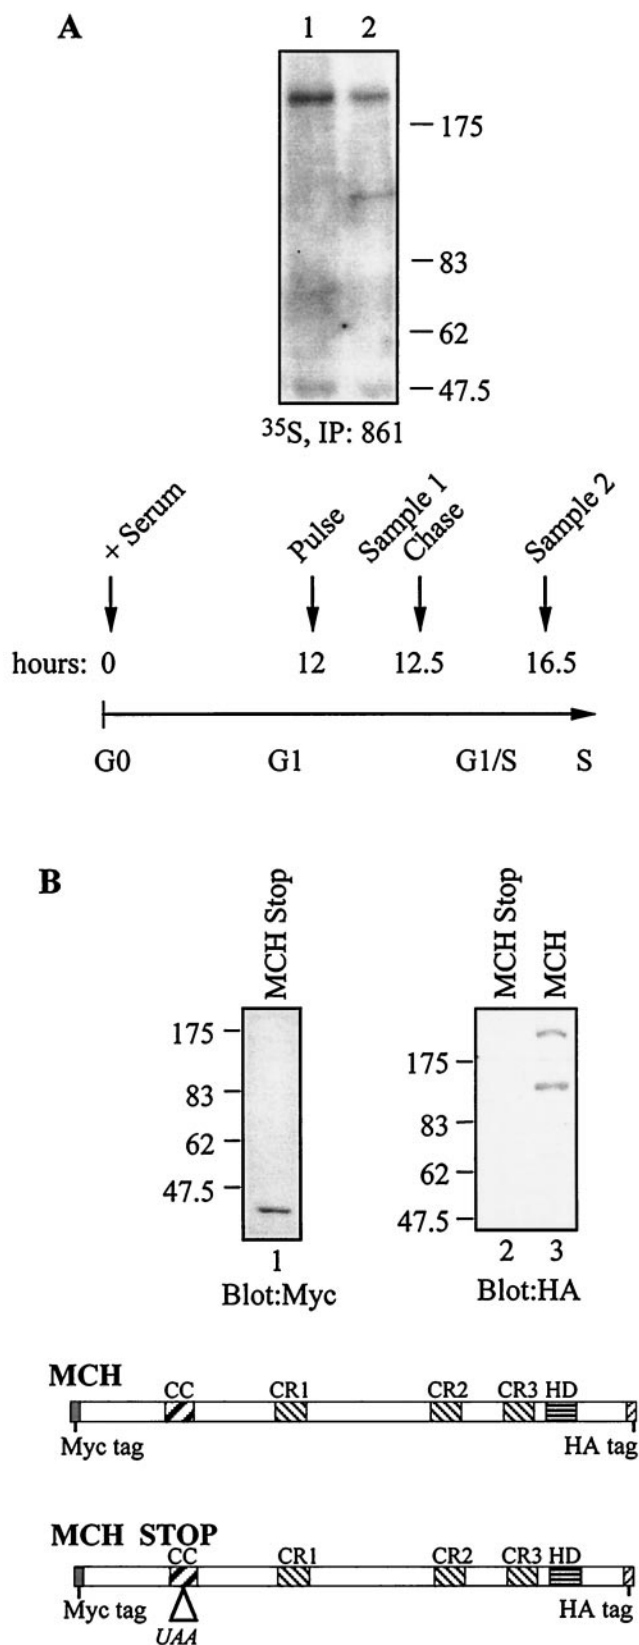 A
1 2
175
83
62
47.5
35S, IP: 861
+ Serum
Pulse
Sample 1
Chase
Sample 2
hours: 0 12 12.5 16.5
G0 G1 G1/S S
B
MCH Stop
175
83
62
47.5
1
Blot:Myc
MCH Stop
MCH
175
83
62
47.5
2 3
Blot:HA
MCH
CC CR1 CR2 CR3 HD
Myc tag HA tag
MCH STOP
CC CR1 CR2 CR3 HD
Myc tag HA tag
UAA